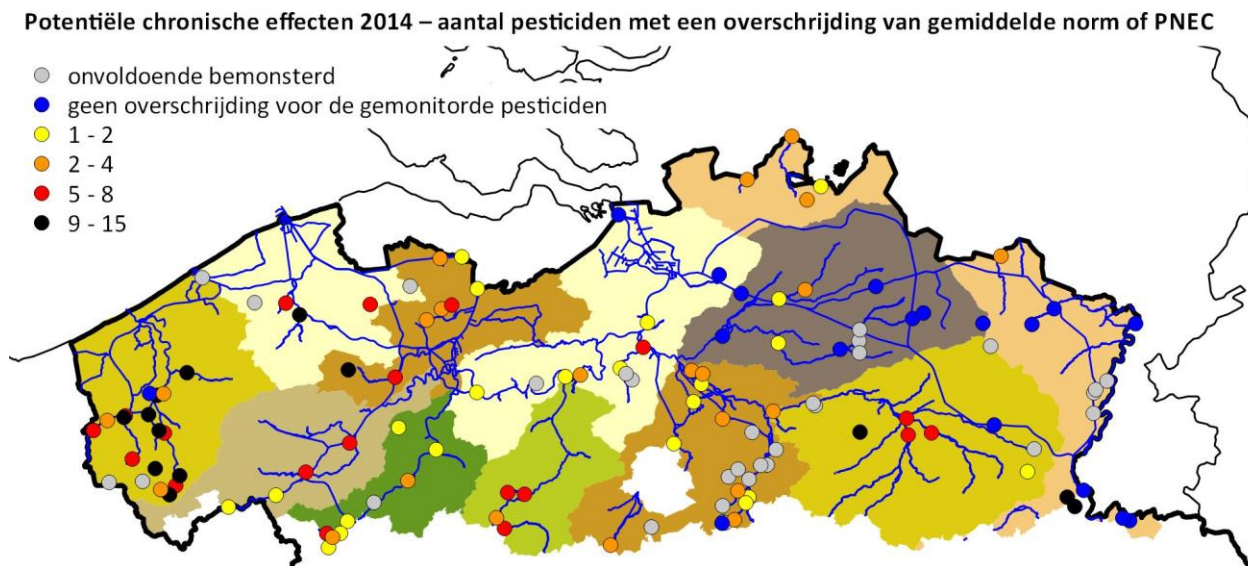 Potentiële chronische effecten 2014 – aantal pesticiden met een overschrijding van gemiddelde norm of PNEC
onvoldoende bemonsterd
geen overschrijding voor de gemonitorde pesticiden
1 - 2
2 - 4
5 - 8
9 - 15